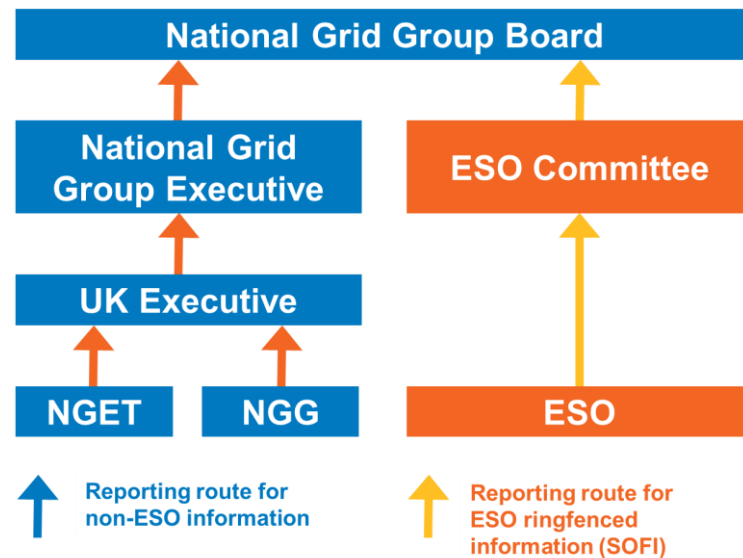 National Grid Group Board
National Grid
Group Executive
ESO Committee
UK Executive
NGET
NGG
ESO
Reporting route for
non-ESO information
Reporting route for
ESO ringfenced
information (SOFI)